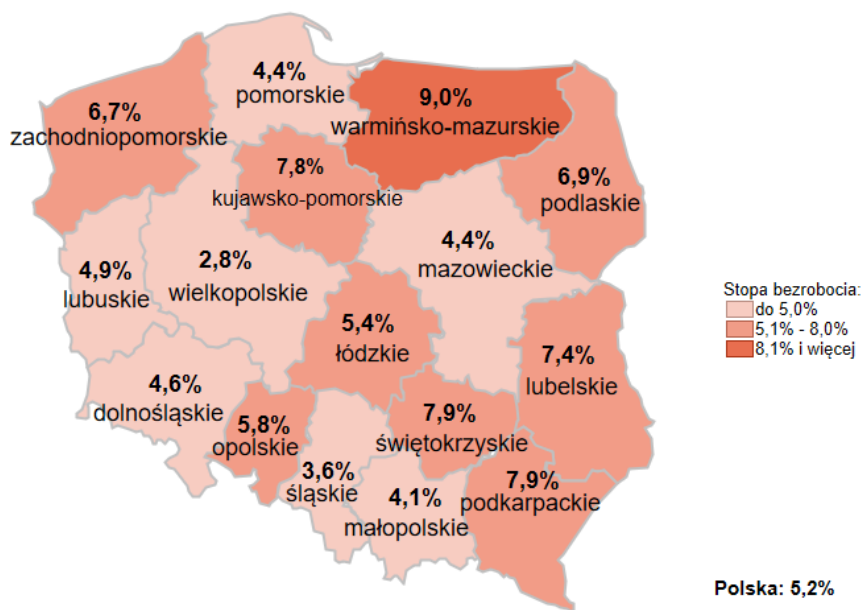 4,4%
pomorskie
9,0%
warmińsko-mazurskie
6,7%
zachodniopomorskie
7,8%
kujawsko-pomorskie
6,9%
podlaskie
4,4%
mazowieckie
4,9%
lubuskie
2,8%
wielkopolskie
Stopa bezrobocia:
do 5,0%
5,1% - 8,0%
8,1% i więcej
5,4%
łódzkie
7,4%
lubelskie
4,6%
dolnośląskie
5,8%
opolskie
7,9%
świętokrzyskie
3,6%
śląskie
4,1%
małopolskie
7,9%
podkarpackie
Polska: 5,2%